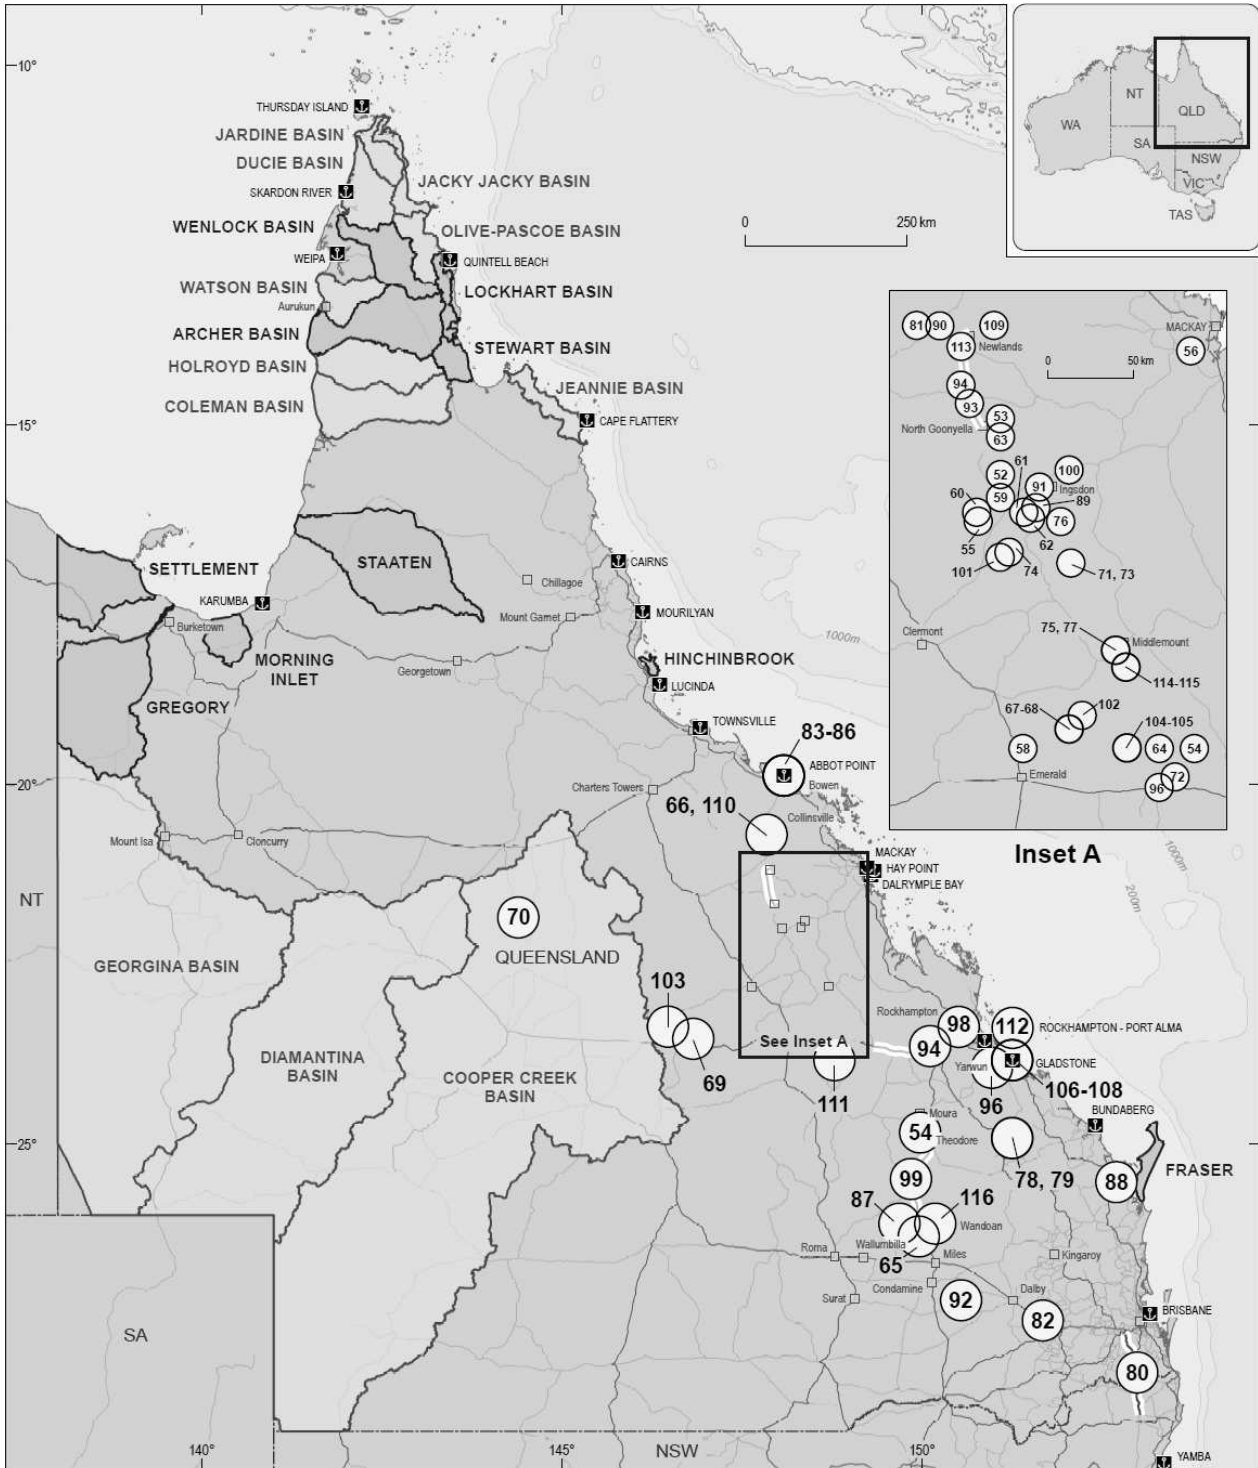 10°
THURSDAY ISLAND
JARDINE BASIN
DUCIE BASIN
SKARDON RIVER
JACKY JACKY BASIN
WENLOCK BASIN
OLIVE-PASCOE BASIN
WEIPA
QUINTELL BEACH
WATSON BASIN
LOCKHART BASIN
Aurukun
ARCHER BASIN
STEWART BASIN
HOLROYD BASIN
JEANNIE BASIN
COLEMAN BASIN
CAPE FLATTERY
15°
0
250 km
NT
WA
QLD
SA
NSW
VIC
TAS
81
90
109
MACKAY
113
Newlands
56
0
50 km
94
93
53
North Goonyella
63
61
100
52
91
Ingsdon
60
59
89
76
55
62
101
74
71, 73
75, 77
Clermont
Middlemount
114-115
67-68
102
104-105
58
64
54
Emerald
72
96
Inset A
SETTLEMENT
STAATEN
CAIRNS
KARUMBA
Chillagoe
Burketown
Mount Garnet
MOURILYAN
1000m
MORNING
INLET
Georgetown
HINCHINBROOK
LUCINDA
GREGORY
TOWNSVILLE
83-86
20°
ABBOT POINT
Charters Towers
Bowen
66, 110
Collinsville
Mount Isa
Cloncurry
MACKAY
HAY POINT
DALRYMPLE BAY
1000m
200m
NT
70
QUEENSLAND
GEORGINA BASIN
103
Rockhampton
98
112
ROCKHAMPTON - PORT ALMA
See Inset A
94
DIAMANTINA
BASIN
COOPER CREEK
BASIN
69
Yarwun
GLADSTONE
111
96
106-108
BUNDABERG
25°
Moura
54
Theodore
99
78, 79
88
FRASER
87
116
Wandoan
Wallumbilla
Roma
65
Miles
Kingaroy
Condamine
Surat
92
Dalby
82
BRISBANE
SA
80
140°
145°
NSW
150°
YAMBA